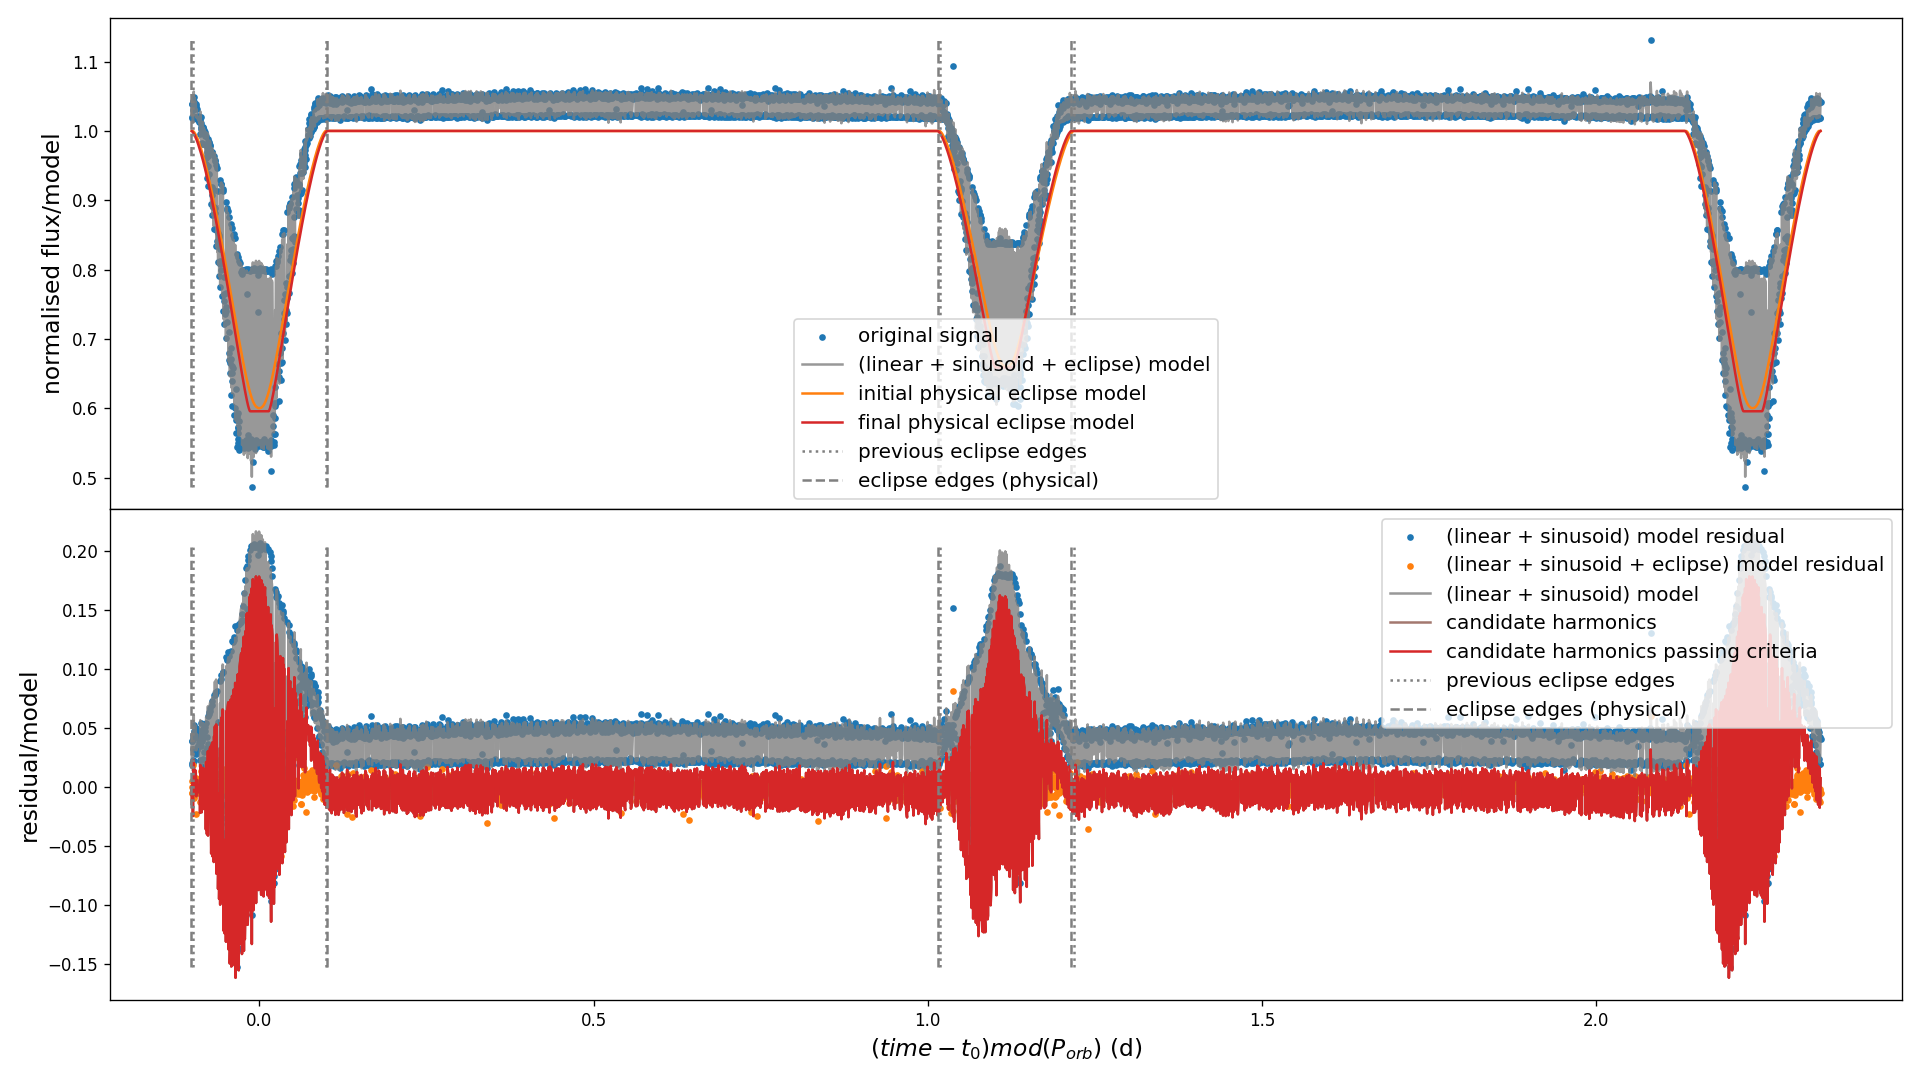 normalised flux/model
1.1
1.0
0.9
0.8
0.7
0.6
0.5
original signal
(linear + sinusoid + eclipse) model
initial physical eclipse model
final physical eclipse model
previous eclipse edges
eclipse edges (physical)
residual/model
0.20
0.15
0.10
0.05
0.00
−0.05
−0.10
−0.15
(linear + sinusoid) model residual
(linear + sinusoid + eclipse) model residual
(linear + sinusoid) model
candidate harmonics
candidate harmonics passing criteria
previous eclipse edges
eclipse edges (physical)
0.0 0.5 1.0 1.5 2.0
(time − t₀)mod(Pₒᵣb) (d)